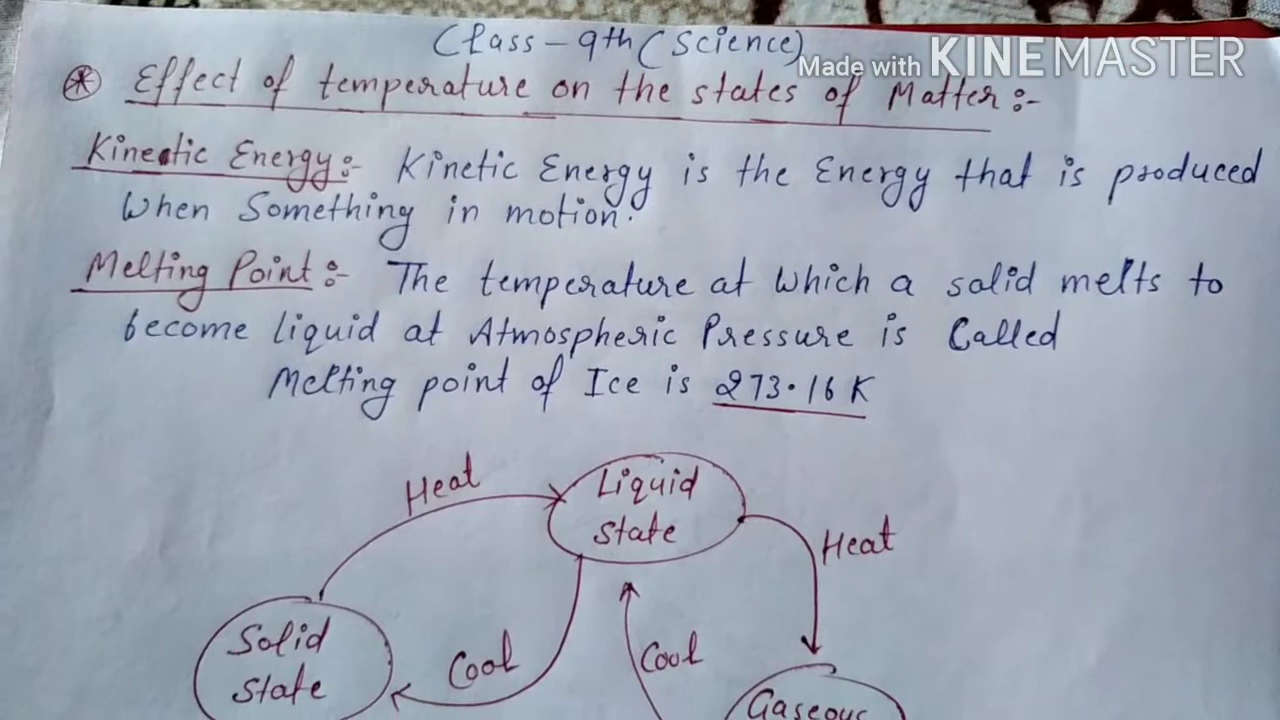 Class - 9th (Science)
Made with KINEMASTER
* Effect of temperature on the states of Matter :-
Kinectic Energy :- Kinetic Energy is the Energy that is produced
When Something in motion.
Melting Point :- The temperature at which a solid melts to
become liquid at Atmospheric Pressure is Called
Melting point of Ice is 273.16 K
Heat
Liquid
state
Heat
Solid
state
Cool
Cool
Gaseous